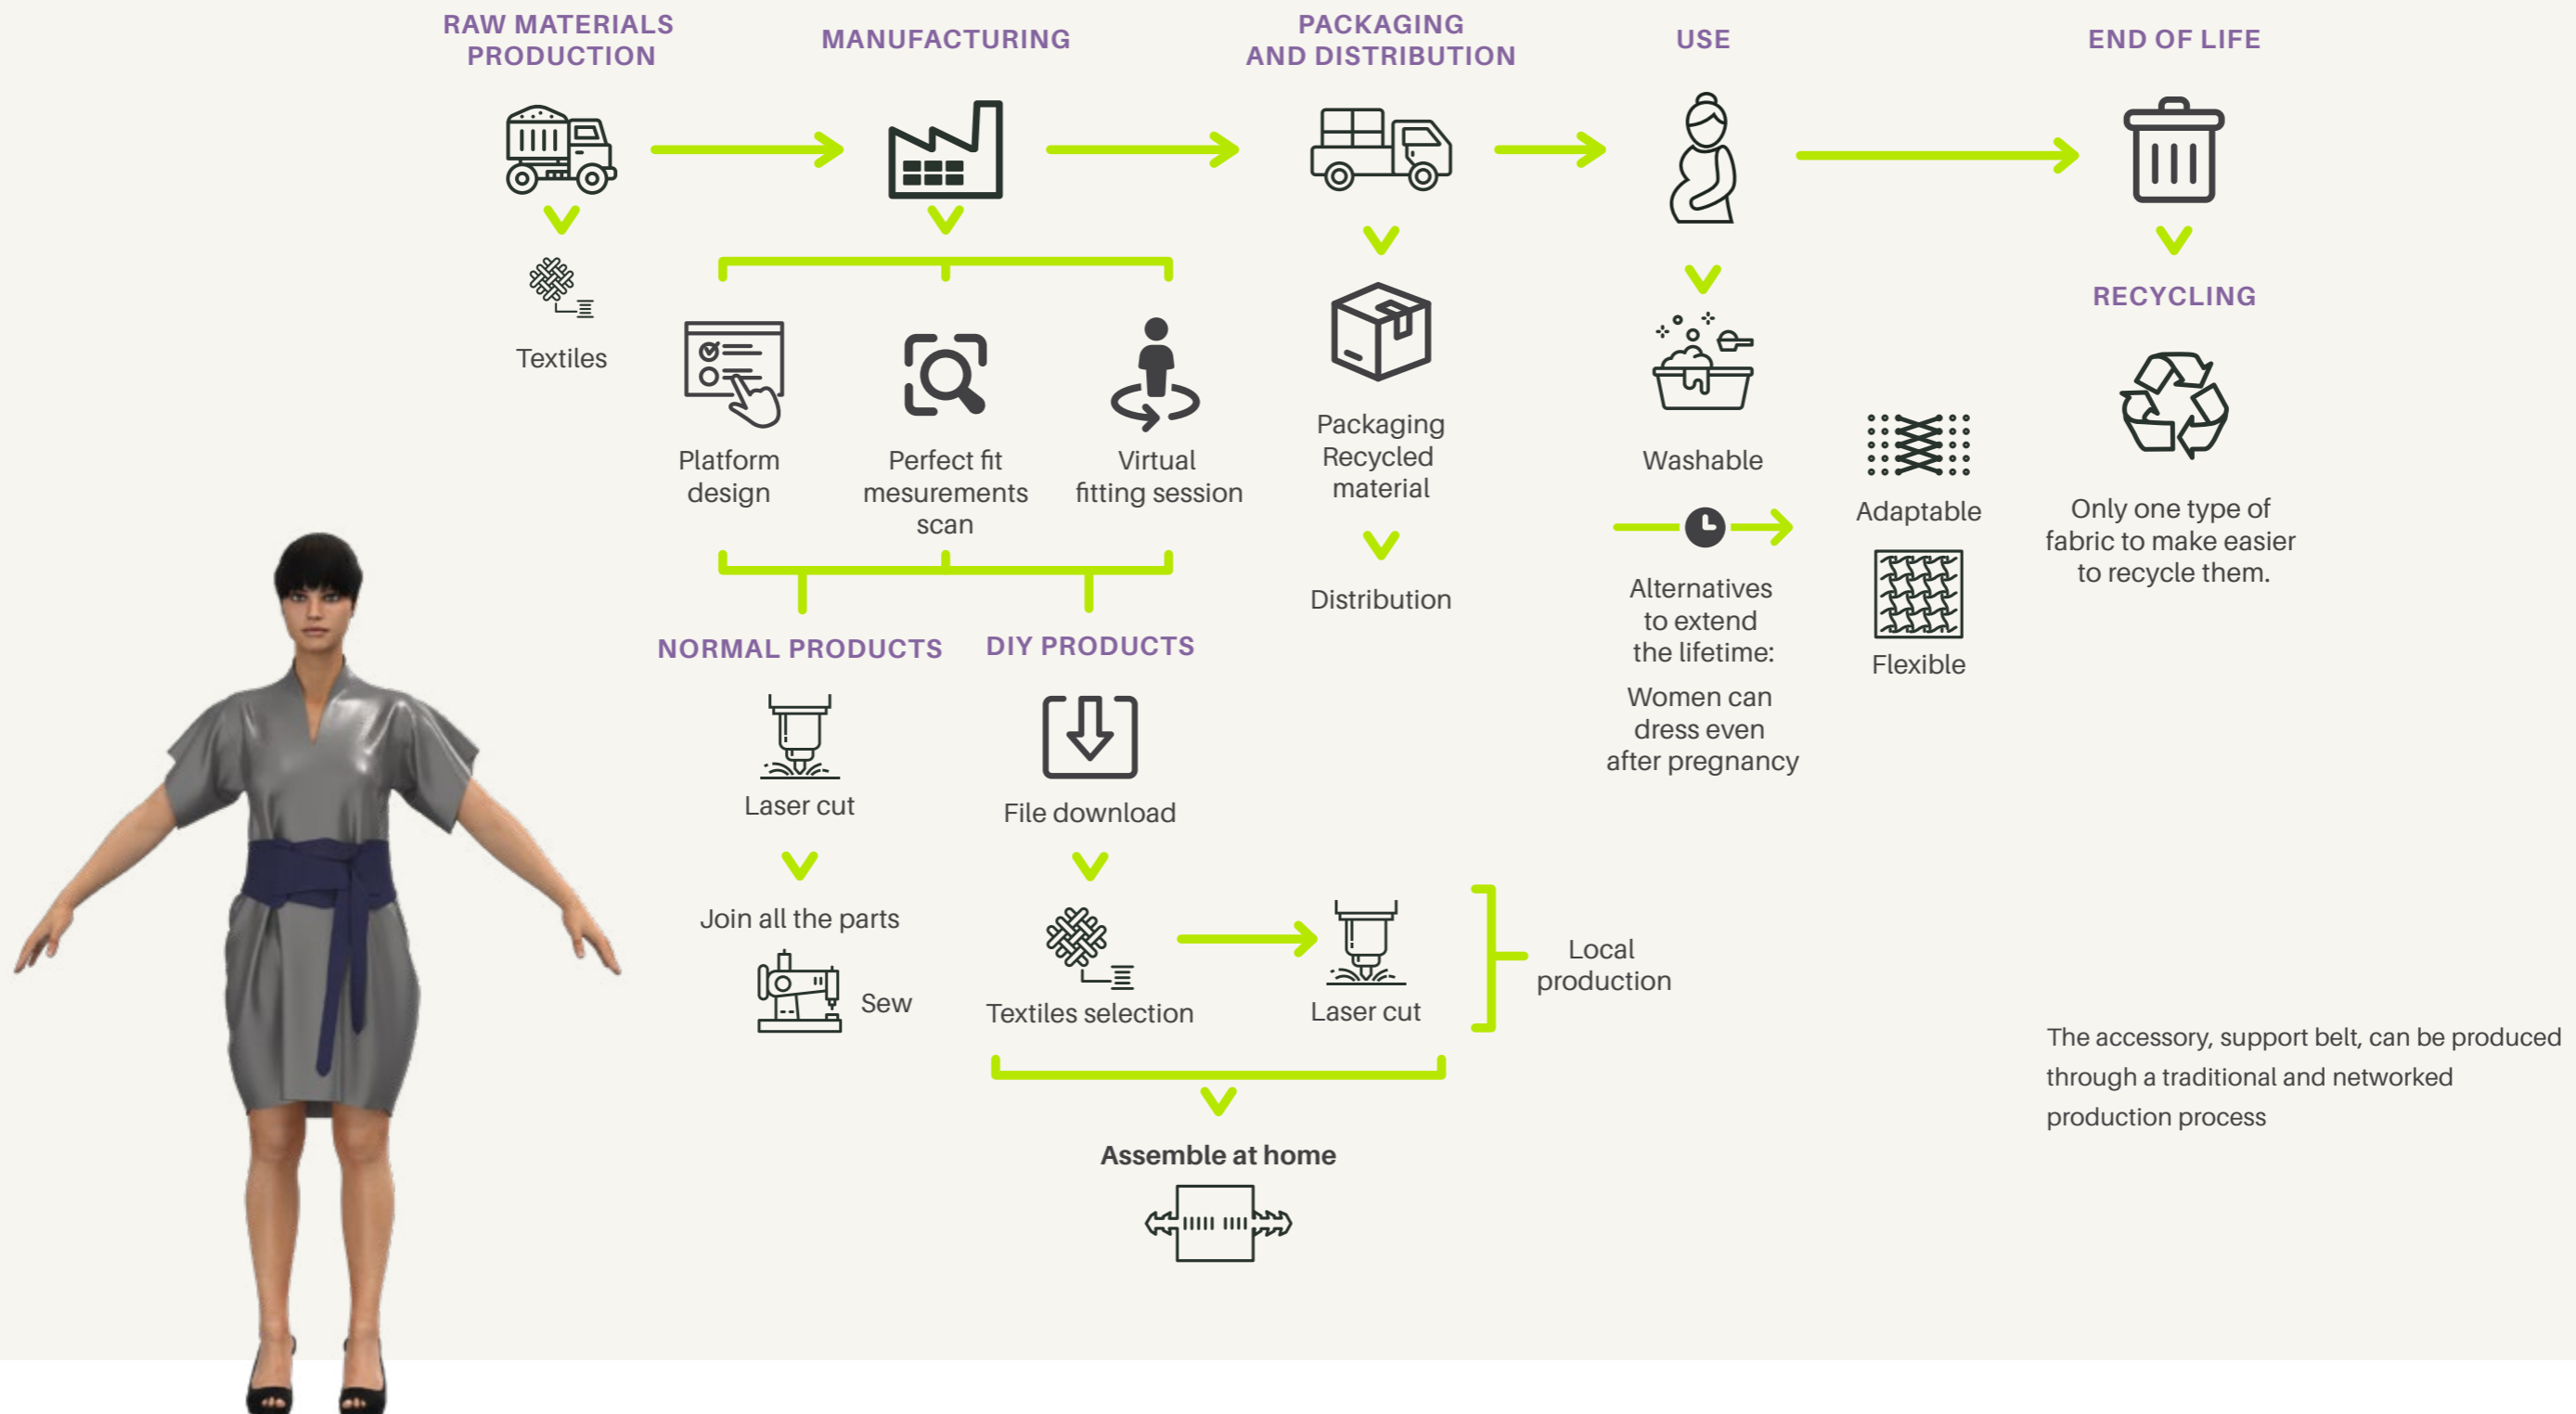 RAW MATERIALS
PRODUCTION
MANUFACTURING
PACKAGING
AND DISTRIBUTION
USE
END OF LIFE
Textiles
Platform
design
Perfect fit
mesurements
scan
Virtual
fitting session
NORMAL PRODUCTS
Laser cut
Join all the parts
Sew
DIY PRODUCTS
File download
Textiles selection
Laser cut
Local
production
Assemble at home
Packaging
Recycled
material
Distribution
Washable
Alternatives
to extend
the lifetime:
Women can
dress even
after pregnancy
Adaptable
Flexible
RECYCLING
Only one type of
fabric to make easier
to recycle them.
The accessory, support belt, can be produced
through a traditional and networked
production process